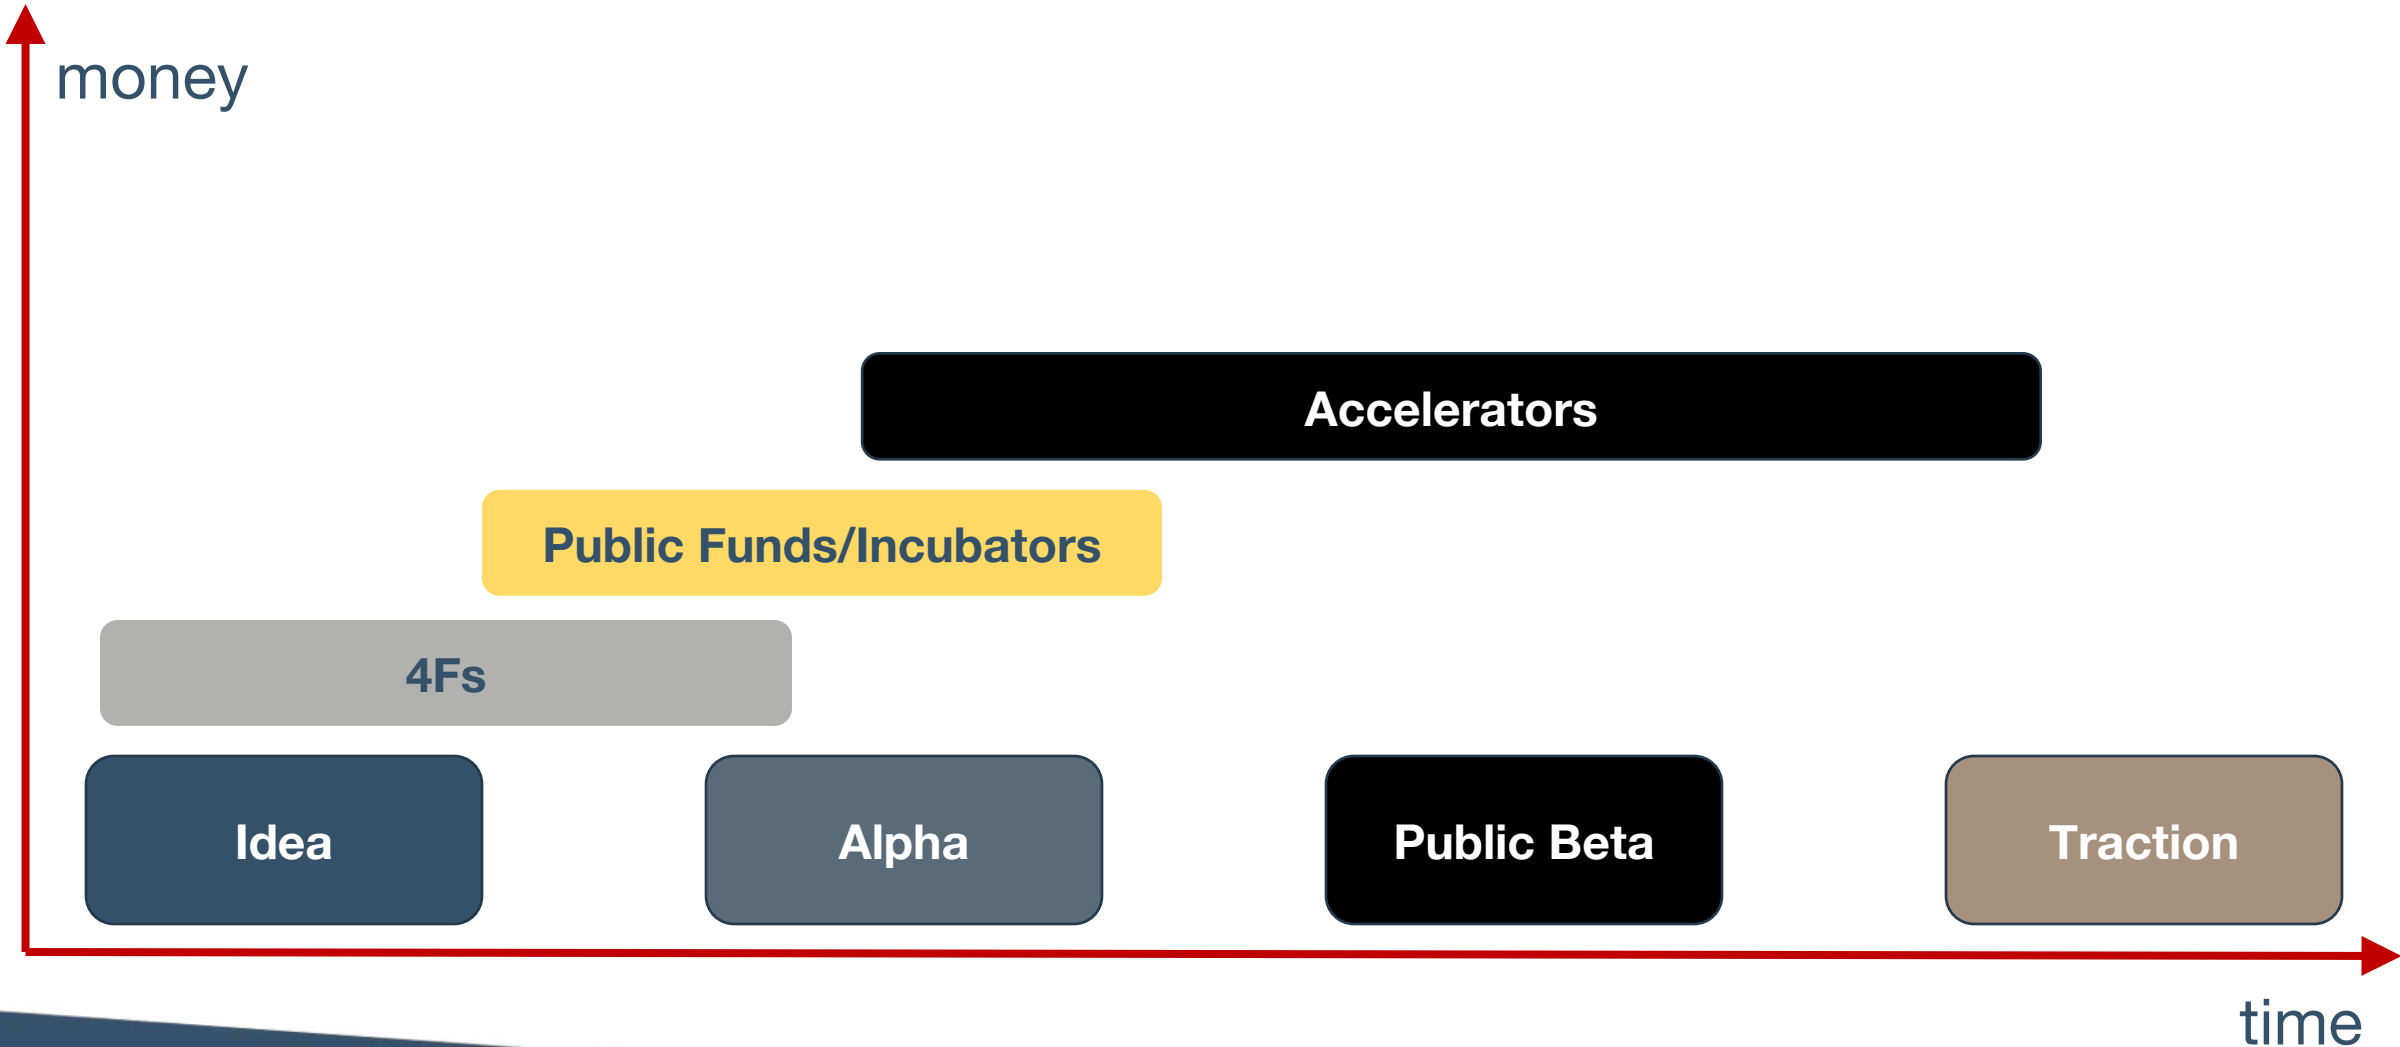 money
Accelerators
Public Funds/Incubators
4Fs
Idea
Alpha
Public Beta
Traction
time